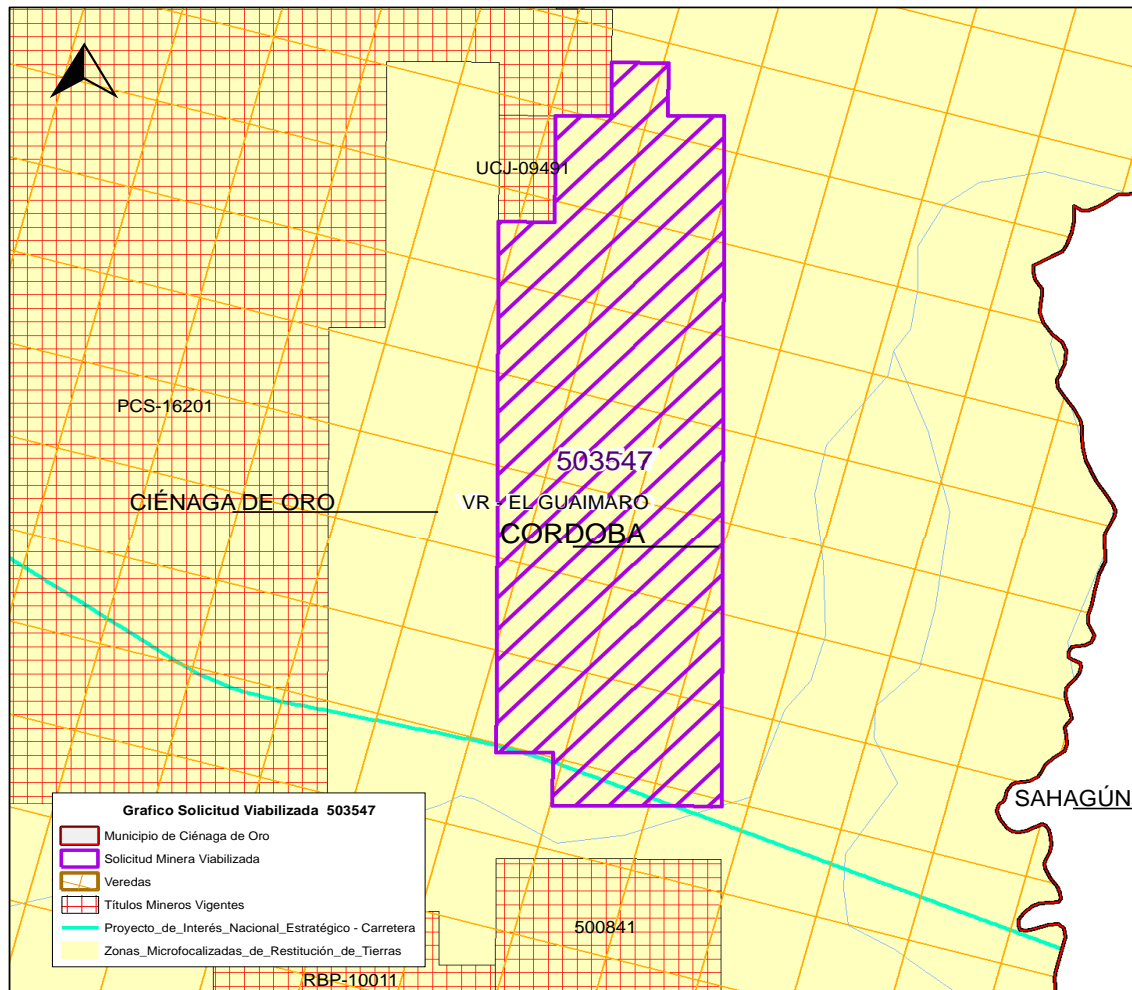 UCJ-09491
PCS-16201
503547
CIÉNAGA DE ORO
VR - EL GUAIMARO
CORDOBA
SAHAGÚN
Grafico Solicitud Viabilizada 503547
Municipio de Ciénaga de Oro
Solicitud Minera Viabilizada
Veredas
Títulos Mineros Vigentes
Proyecto_de_Interés_Nacional_Estratégico - Carretera
Zonas_Microfocalizadas_de_Restitución_de_Tierras
500841
RBP-10011